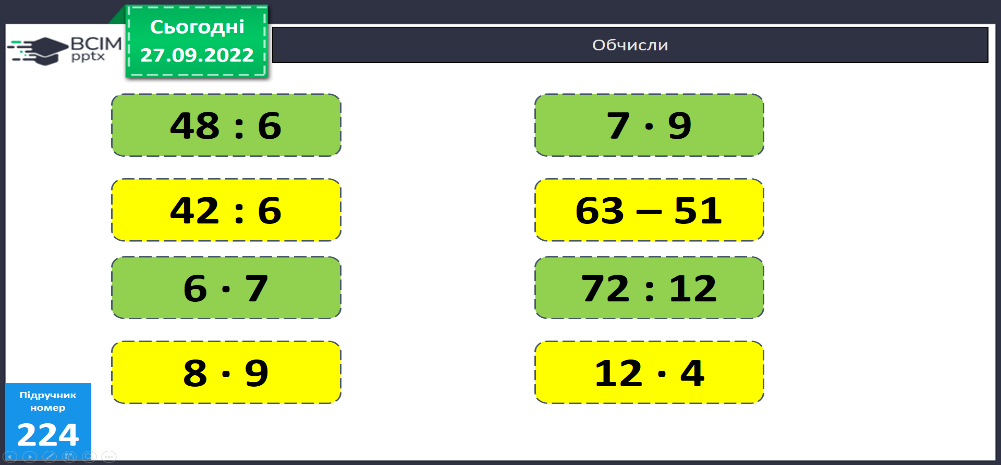 ВСІМ
pptx
Сьогодні
27.09.2022
Обчисли
48 : 6
7 · 9
42 : 6
63 – 51
6 · 7
72 : 12
8 · 9
12 · 4
Підручник
номер
224